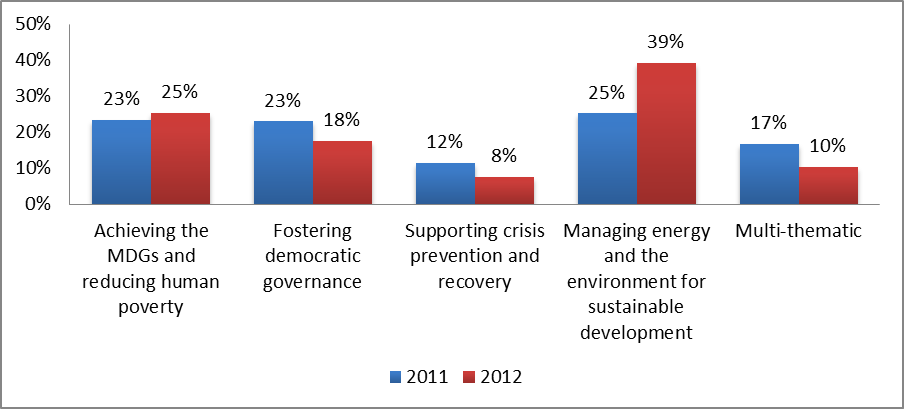 50%
40%
30%
20%
10%
0%
23%
25%
23%
18%
12%
8%
25%
39%
17%
10%
Achieving the
MDGs and
reducing human
poverty
Fostering
democratic
governance
Supporting crisis
prevention and
recovery
Managing energy
and the
environment for
sustainable
development
Multi-thematic
2011
2012